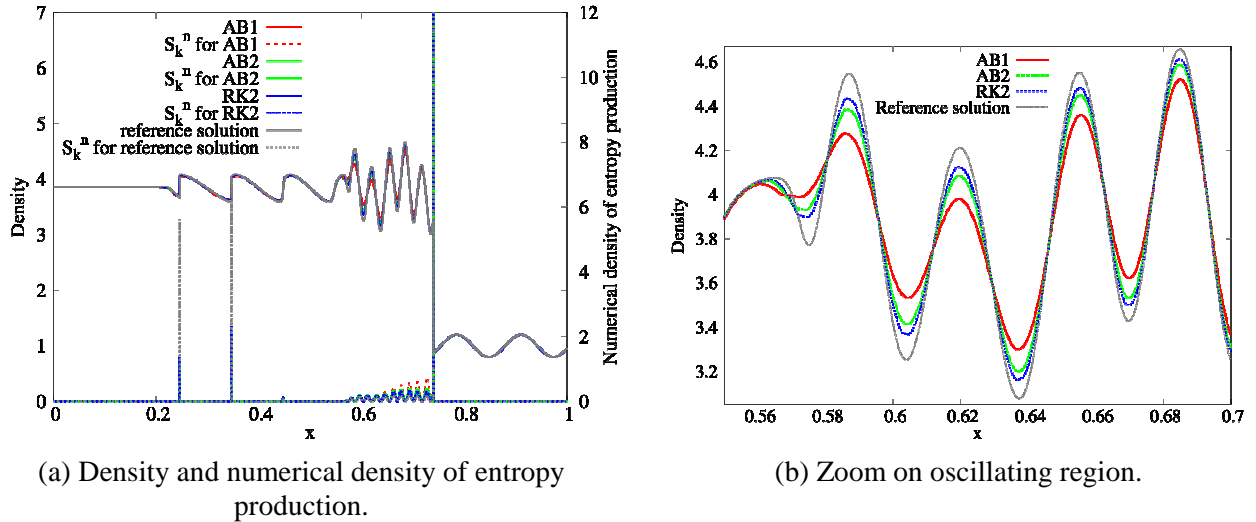 7
6
5
4
3
2
1
0
Density
AB1
S_k^n for AB1
AB2
S_k^n for AB2
RK2
S_k^n for RK2
reference solution
S_k^n for reference solution
12
10
8
6
4
2
0
Numerical density of entropy production
0 0.2 0.4 0.6 0.8 1
x
(a) Density and numerical density of entropy
production.
4.6
4.4
4.2
4
3.8
3.6
3.4
3.2
Density
AB1
AB2
RK2
Reference solution
0.56 0.58 0.6 0.62 0.64 0.66 0.68 0.7
x
(b) Zoom on oscillating region.